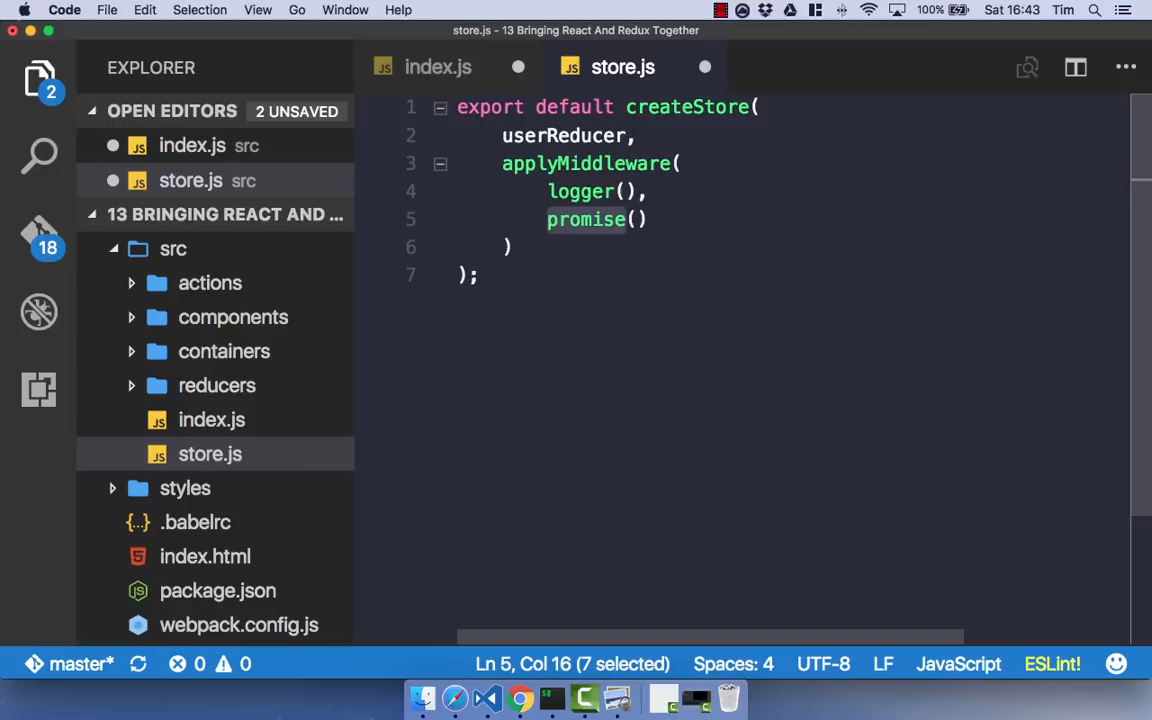 Code File Edit Selection View Go Window Help 100% Sat 16:43 Tim
store.js - 13 Bringing React And Redux Together
EXPLORER
index.js
store.js
2
OPEN EDITORS 2 UNSAVED
index.js src
store.js src
13 BRINGING REACT AND ...
18
src
actions
components
containers
reducers
index.js
store.js
styles
.babelrc
index.html
package.json
webpack.config.js
1 export default createStore(
2 userReducer,
3 applyMiddleware(
4 logger(),
5 promise()
6 )
7 );
master* 0 0 Ln 5, Col 16 (7 selected) Spaces: 4 UTF-8 LF JavaScript ESLint!